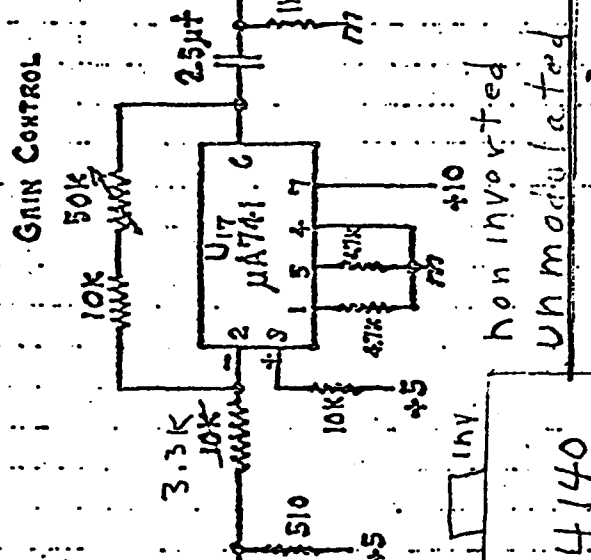 GAIN CONTROL
10K 50K
3.3K
10K
2.5µf
U17
µA741
- 2
6
+ 3
1 5 4 7
510
10K
4.7K
4.7K
+5
+5
+10
inv.
non inverted
unmodulated
4140